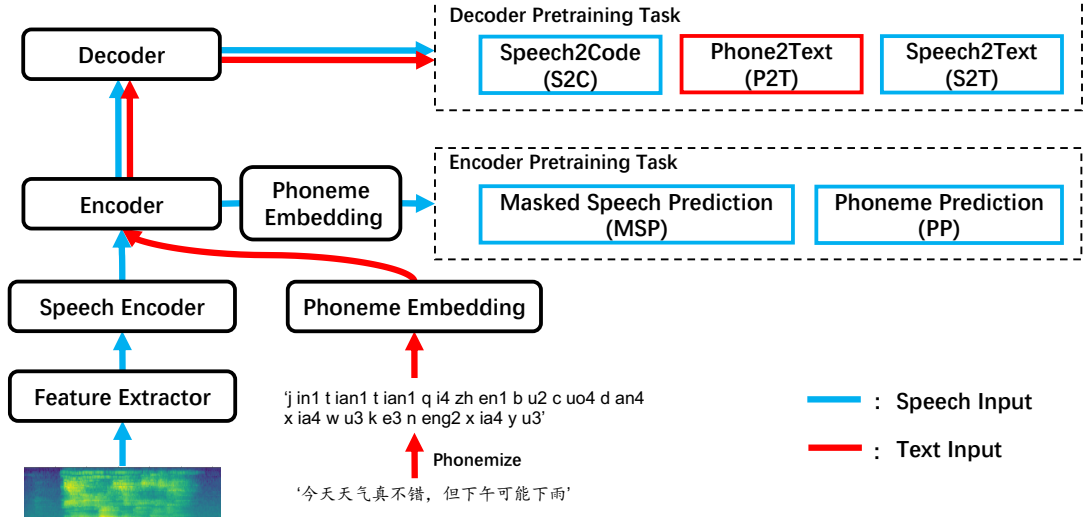 Decoder Pretraining Task
Decoder
Speech2Code
(S2C)
Phone2Text
(P2T)
Speech2Text
(S2T)
Encoder Pretraining Task
Encoder
Phoneme
Embedding
Masked Speech Prediction
(MSP)
Phoneme Prediction
(PP)
Speech Encoder
Phoneme Embedding
Feature Extractor
‘j in1 t ian1 t ian1 q i4 zh en1 b u2 c uo4 d an4
x ia4 w u3 k e3 n eng2 x ia4 y u3’
: Speech Input
: Text Input
Phonemize
‘今天天气真不错，但下午可能下雨’